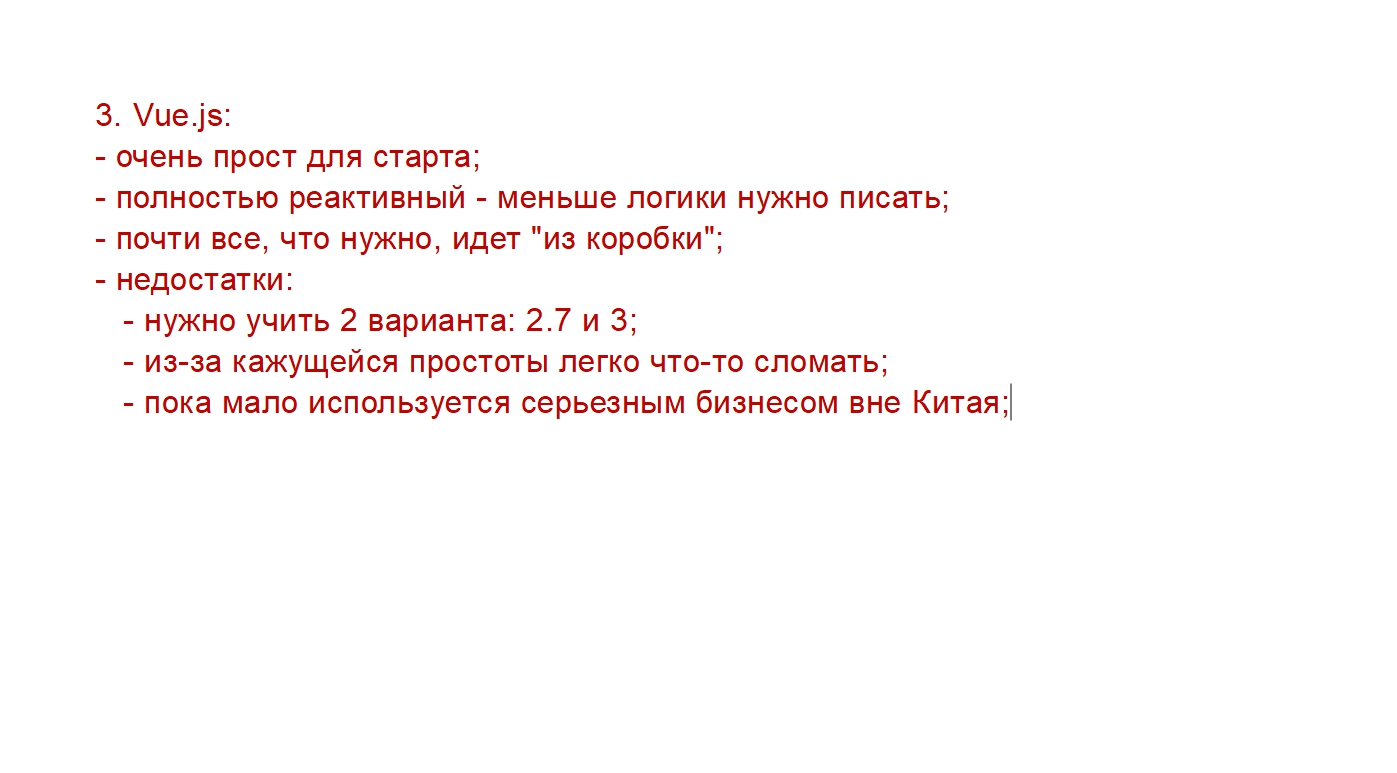 3. Vue.js:
- очень прост для старта;
- полностью реактивный - меньше логики нужно писать;
- почти все, что нужно, идет "из коробки";
- недостатки:
- нужно учить 2 варианта: 2.7 и 3;
- из-за кажущейся простоты легко что-то сломать;
- пока мало используется серьезным бизнесом вне Китая;